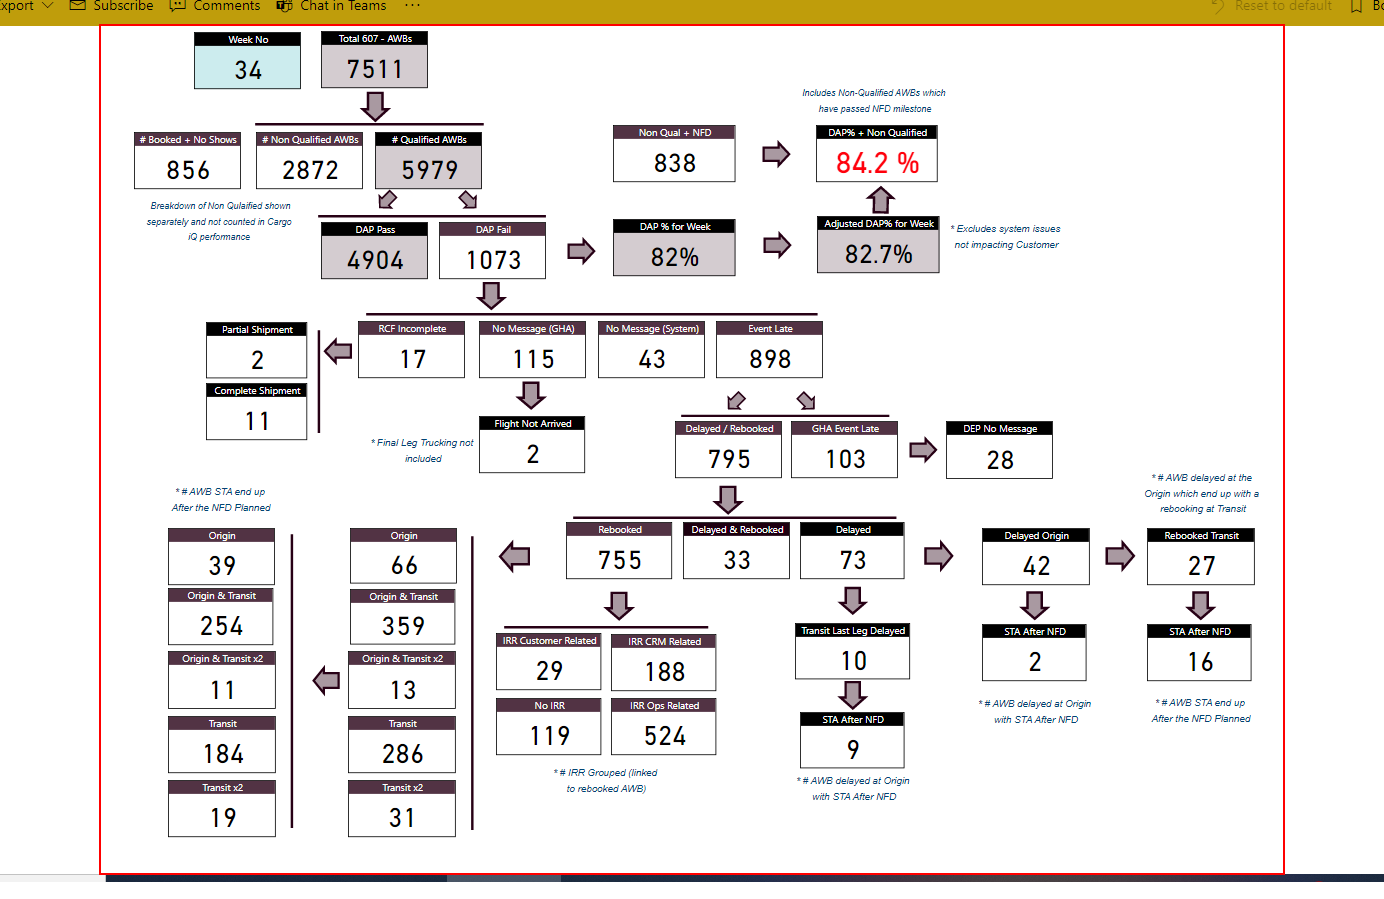 xport
Subscribe
Comments
Chat in Teams
...
Reset to default
Week No
34
Total 607 - AWBs
7511
Includes Non-Qualified AWBs which
have passed NFD milestone
# Booked + No Shows
856
# Non Qualified AWBs
2872
# Qualified AWBs
5979
Non Qual + NFD
838
DAP% + Non Qualified
84.2 %
Breakdown of Non Qulaified shown
separately and not counted in Cargo
iQ performance
DAP Pass
4904
DAP Fail
1073
DAP % for Week
82%
Adjusted DAP% for Week
82.7%
* Excludes system issues
not impacting Customer
Partial Shipment
2
Complete Shipment
11
RCF Incomplete
17
No Message (GHA)
115
No Message (System)
43
Event Late
898
* Final Leg Trucking not
included
Flight Not Arrived
2
Delayed / Rebooked
795
GHA Event Late
103
DEP No Message
28
* # AWB STA end up
After the NFD Planned
* # AWB delayed at the
Origin which end up with a
rebooking at Transit
Origin
39
Origin & Transit
254
Origin & Transit x2
11
Transit
184
Transit x2
19
Origin
66
Origin & Transit
359
Origin & Transit x2
13
Transit
286
Transit x2
31
Rebooked
755
Delayed & Rebooked
33
Delayed
73
Delayed Origin
42
Rebooked Transit
27
IRR Customer Related
29
IRR CRM Related
188
No IRR
119
IRR Ops Related
524
* # IRR Grouped (linked
to rebooked AWB)
Transit Last Leg Delayed
10
STA After NFD
9
* # AWB delayed at Origin
with STA After NFD
STA After NFD
2
* # AWB delayed at Origin
with STA After NFD
STA After NFD
16
* # AWB STA end up
After the NFD Planned